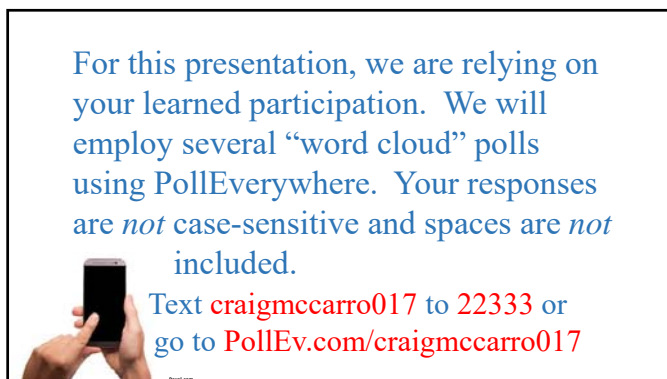 For this presentation, we are relying on
your learned participation.  We will
employ several “word cloud” polls
using PollEverywhere.  Your responses
are not case-sensitive and spaces are not
included.
Text craigmccarro017 to 22333 or
go to PollEv.com/craigmccarro017